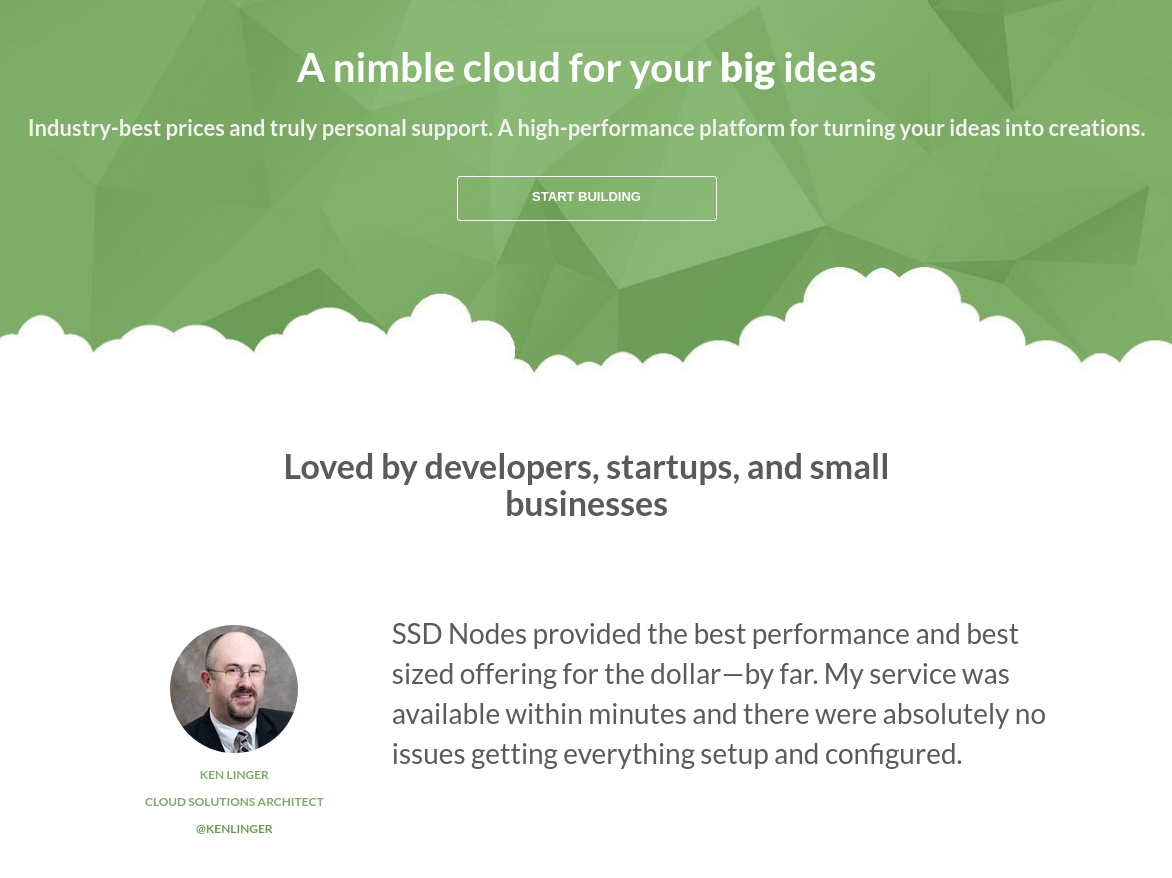 A nimble cloud for your big ideas
Industry-best prices and truly personal support. A high-performance platform for turning your ideas into creations.
START BUILDING
Loved by developers, startups, and small
businesses
SSD Nodes provided the best performance and best
sized offering for the dollar—by far. My service was
available within minutes and there were absolutely no
issues getting everything setup and configured.
KEN LINGER
CLOUD SOLUTIONS ARCHITECT
@KENLINGER